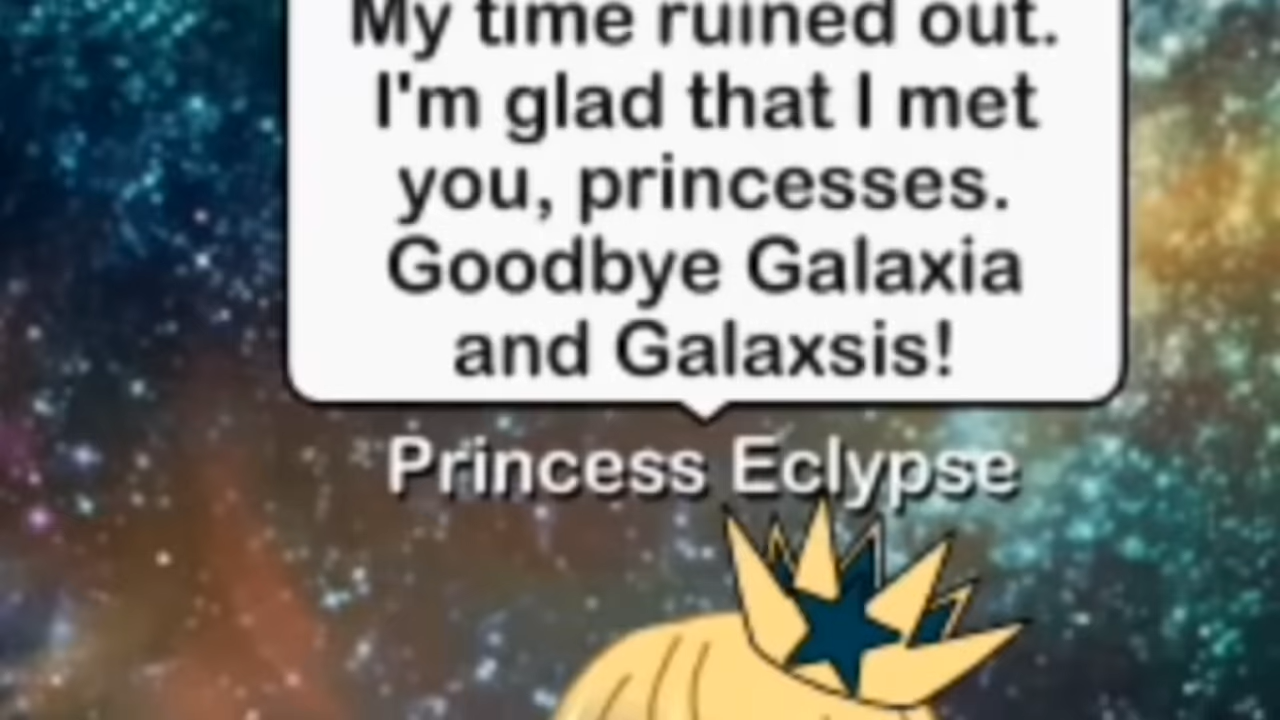 My time ruined out.
I'm glad that I met
you, princesses.
Goodbye Galaxia
and Galaxsis!
Princess Eclypse